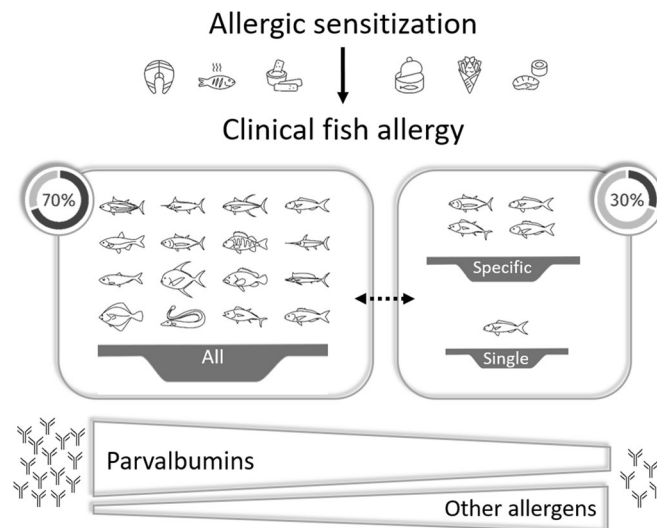 Allergic sensitization
Clinical fish allergy
70%
30%
All
Specific
Single
Parvalbumins
Other allergens